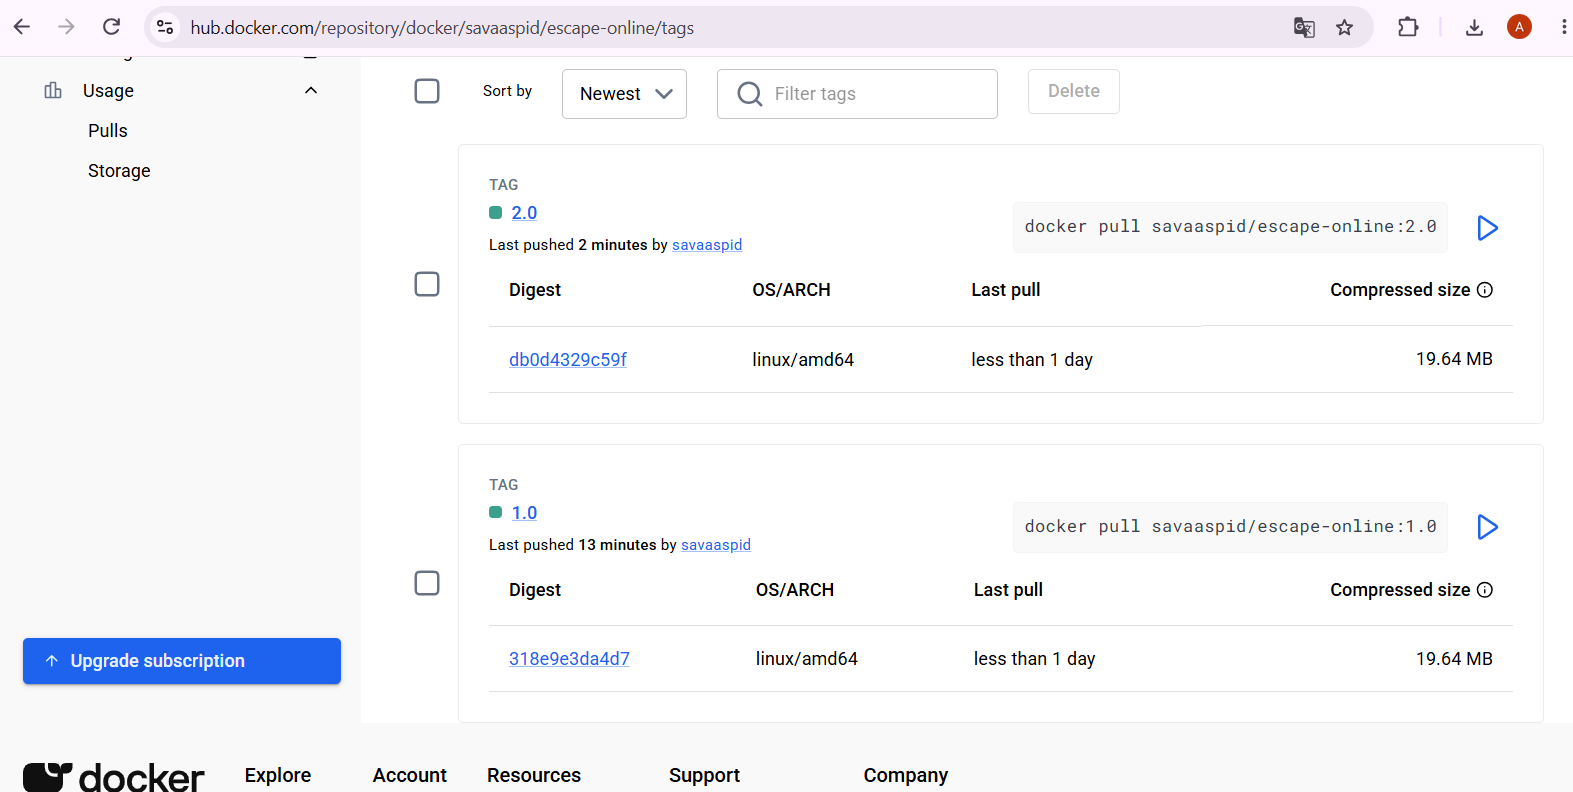 hub.docker.com/repository/docker/savaaspid/escape-online/tags
A
Usage
Pulls
Storage
Upgrade subscription
Sort by
Newest
Filter tags
Delete
TAG
2.0
Last pushed 2 minutes by savaaspid
docker pull savaaspid/escape-online:2.0
Digest OS/ARCH Last pull Compressed size
db0d4329c59f linux/amd64 less than 1 day 19.64 MB
TAG
1.0
Last pushed 13 minutes by savaaspid
docker pull savaaspid/escape-online:1.0
Digest OS/ARCH Last pull Compressed size
318e9e3da4d7 linux/amd64 less than 1 day 19.64 MB
docker Explore Account Resources Support Company